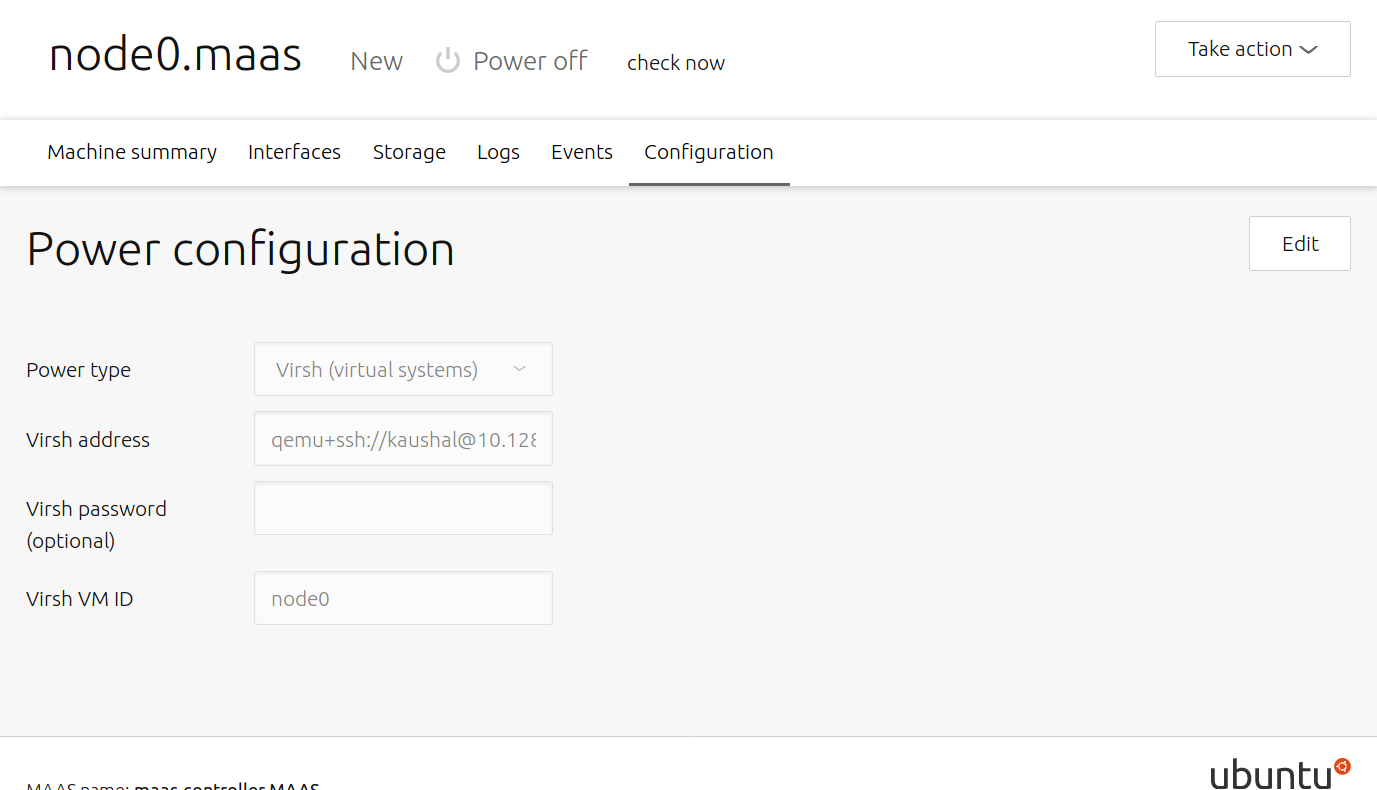 node0.maas New Power off check now Take action
Machine summary Interfaces Storage Logs Events Configuration
Power configuration Edit
Power type Virsh (virtual systems)
Virsh address qemu+ssh://kaushal@10.128
Virsh password
(optional)
Virsh VM ID node0
MAAS name: maas-controller MAAS
ubuntu